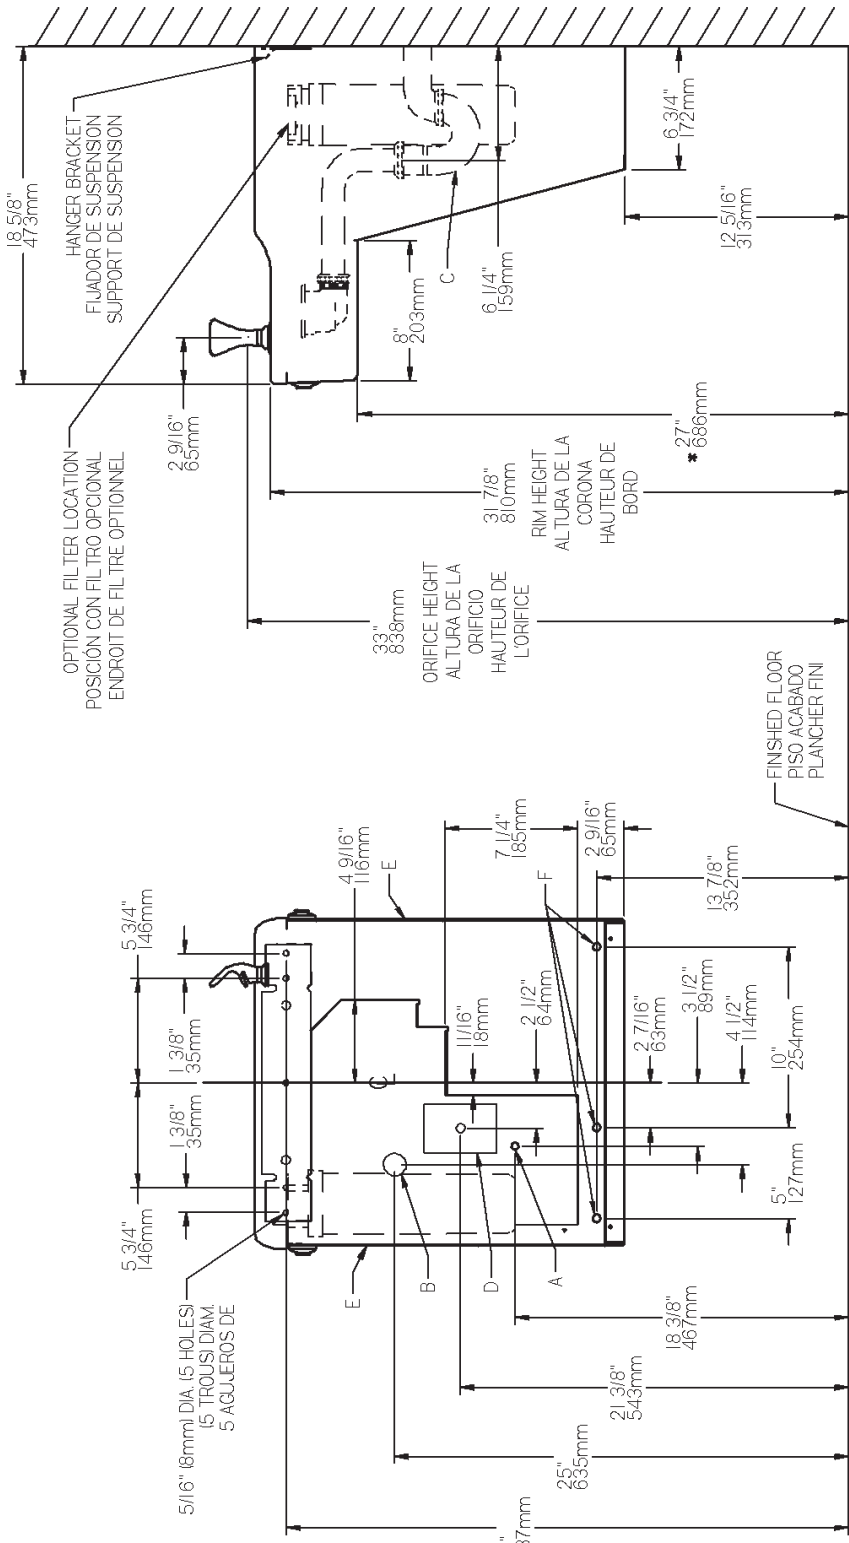 18 5/8"
473mm
HANGER BRACKET
FIJADOR DE SUSPENSION
SUPPORT DE SUSPENSION
OPTIONAL FILTER LOCATION
POSICIÓN CON FILTRO OPCIONAL
ENDROIT DE FILTRE OPTIONNEL
2 9/16"
65mm
8"
203mm
C
6 1/4"
159mm
6 3/4"
172mm
12 5/16"
313mm
* 27"
686mm
31 7/8"
810mm
RIM HEIGHT
ALTURA DE LA
CORONA
HAUTEUR DE
BORD
33"
838mm
ORIFICE HEIGHT
ALTURA DE LA
ORIFICIO
HAUTEUR DE
L'ORIFICE
FINISHED FLOOR
PISO ACABADO
PLANCHER FINI
5 3/4"
146mm
5 3/4"
146mm
1 3/8"
35mm
1 3/8"
35mm
5/16" (8mm) DIA. (5 HOLES)
(5 TROUS) DIAM.
5 AGUJEROS DE
4 9/16"
116mm
E
7 1/4"
185mm
2 9/16"
65mm
F
13 7/8"
352mm
11/16"
18mm
2 1/2"
64mm
2 7/16"
63mm
3 1/2"
89mm
4 1/2"
114mm
10"
254mm
5"
127mm
E
B
D
A
18 3/8"
467mm
21 3/8"
543mm
25"
635mm
"